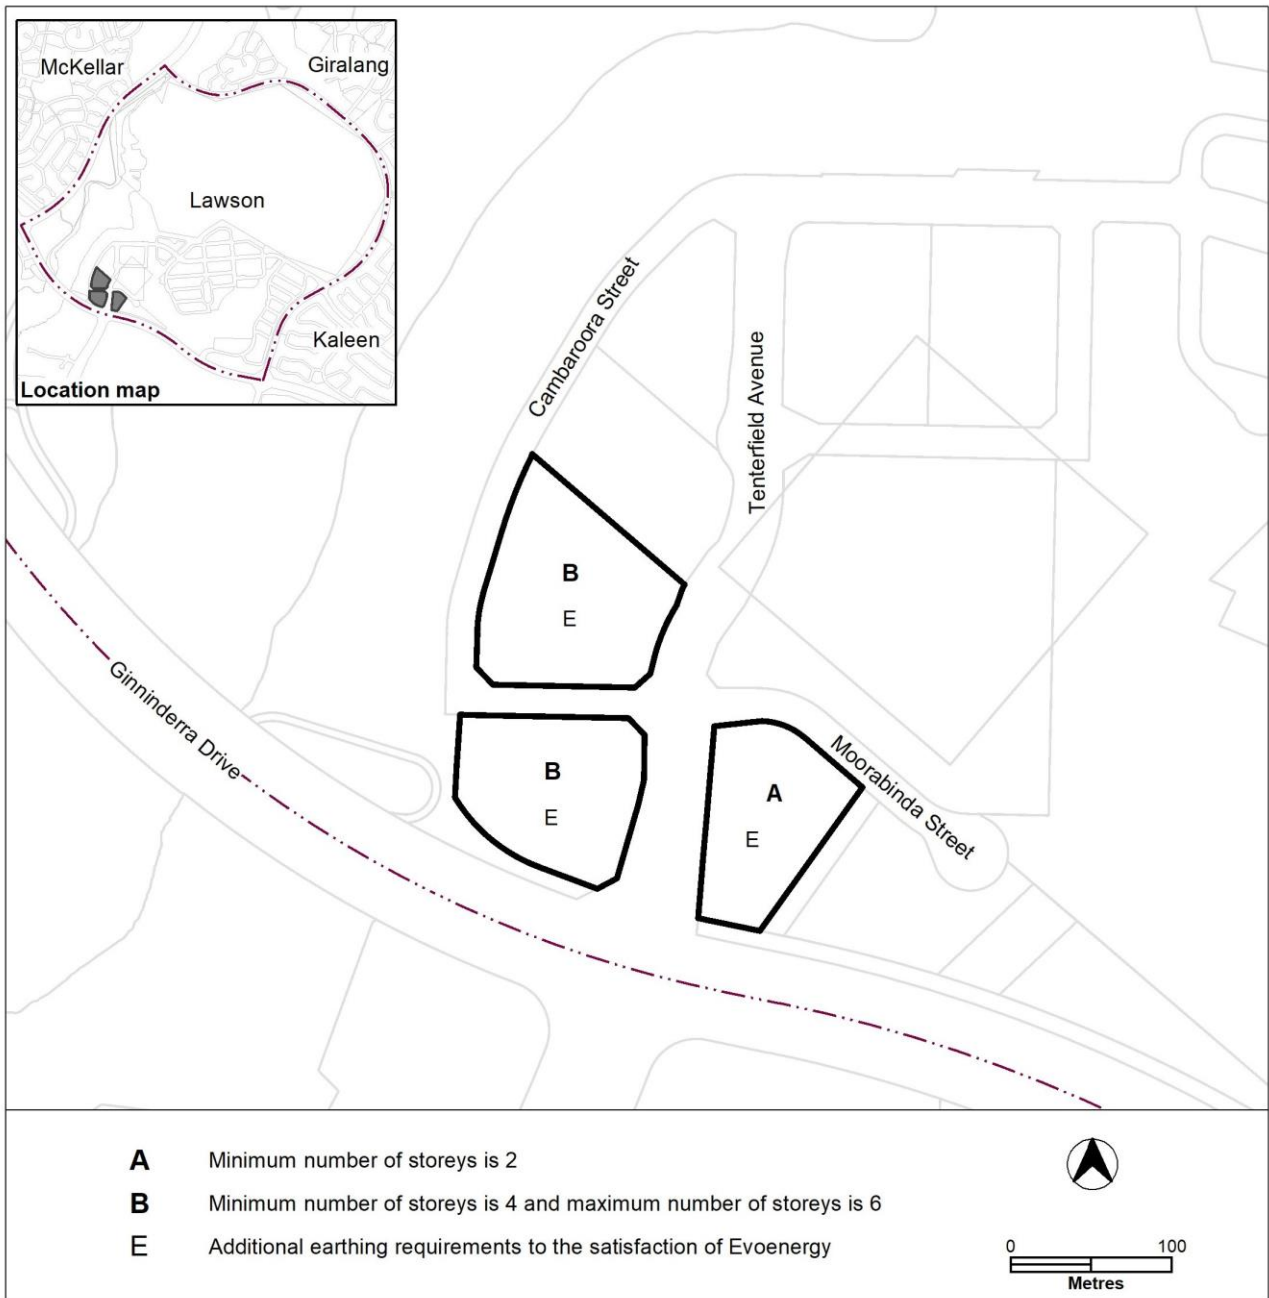 McKellar
Giralang
Lawson
Kaleen
Location map
Cambaroora Street
Tenterfield Avenue
B
E
Ginninderra Drive
B
E
A
E
Moorabinda Street
A Minimum number of storeys is 2
B Minimum number of storeys is 4 and maximum number of storeys is 6
E Additional earthing requirements to the satisfaction of Evoenergy
0 100
Metres